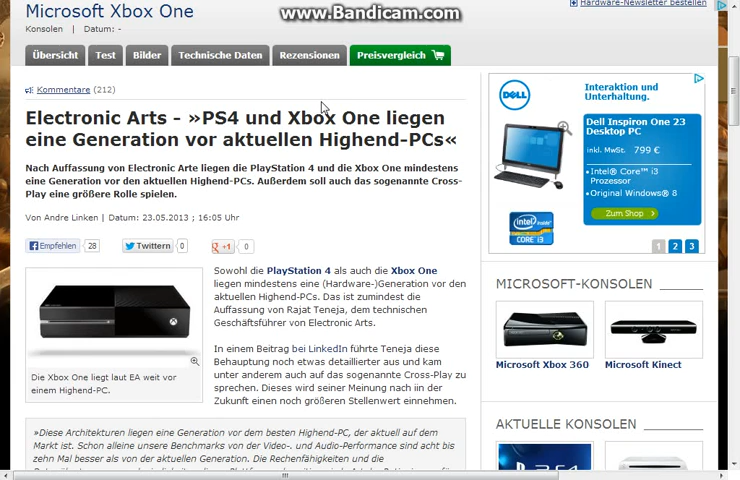 www.Bandicam.com
Microsoft Xbox One
Konsolen | Datum: -
Hardware-Newsletter bestellen
Übersicht Test Bilder Technische Daten Rezensionen Preisvergleich
Kommentare (212)
Electronic Arts - »PS4 und Xbox One liegen
eine Generation vor aktuellen Highend-PCs«
Nach Auffassung von Electronic Arte liegen die PlayStation 4 und die Xbox One mindestens
eine Generation vor den aktuellen Highend-PCs. Außerdem soll auch das sogenannte Cross-
Play eine größere Rolle spielen.
Von Andre Linken | Datum: 23.05.2013 ; 16:05 Uhr
Empfehlen 28 Twittern 0 +1 0
Sowohl die PlayStation 4 als auch die Xbox One
liegen mindestens eine (Hardware-)Generation vor den
aktuellen Highend-PCs. Das ist zumindest die
Auffassung von Rajat Teneja, dem technischen
Geschäftsführer von Electronic Arts.
In einem Beitrag bei LinkedIn führte Teneja diese
Behauptung noch etwas detaillierter aus und kam
unter anderem auch auf das sogenannte Cross-Play zu
sprechen. Dieses wird seiner Meinung nach iin der
Zukunft einen noch größeren Stellenwert einnehmen.
Die Xbox One liegt laut EA weit vor
einem Highend-PC.
»Diese Architekturen liegen eine Generation vor dem besten Highend-PC, der aktuell auf dem
Markt ist. Schon alleine unsere Benchmarks von der Video-. und Audio-Performance sind acht bis
zehn Mal besser als von der aktuellen Generation. Die Rechenfähigkeiten und die
DELL
Interaktion und
Unterhaltung.
Dell Inspiron One 23
Desktop PC
inkl. MwSt. 799 €
Intel® Core™ i3
Prozessor
Original Windows® 8
Zum Shop >
intel inside
CORE i3
1 2 3
MICROSOFT-KONSOLEN
Microsoft Xbox 360 Microsoft Kinect
AKTUELLE KONSOLEN